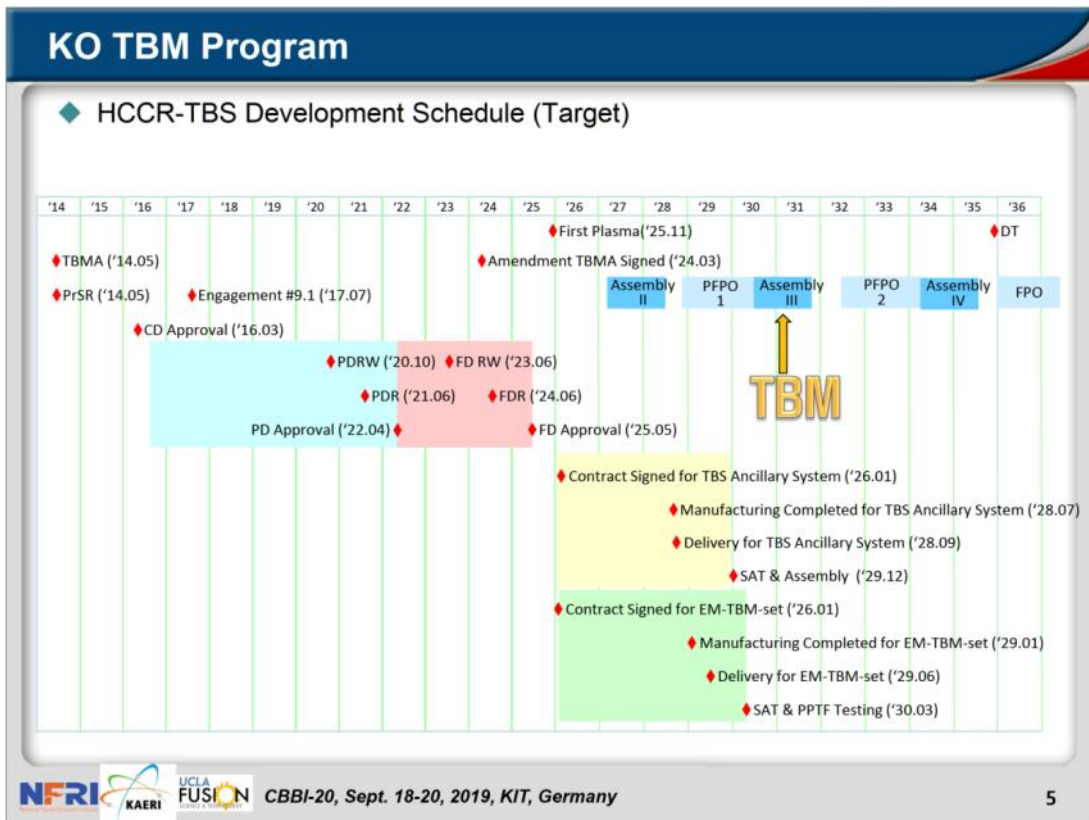 KO TBM Program
◆ HCCR-TBS Development Schedule (Target)
‘14 ‘15 ‘16 ‘17 ‘18 ‘19 ‘20 ‘21 ‘22 ‘23 ‘24 ‘25 ‘26 ‘27 ‘28 ‘29 ‘30 ‘31 ‘32 ‘33 ‘34 ‘35 ‘36
First Plasma(‘25.11)
DT
TBMA (‘14.05)
Amendment TBMA Signed (‘24.03)
PrSR (‘14.05)
Engagement #9.1 (‘17.07)
Assembly II
PFPO 1
Assembly III
PFPO 2
Assembly IV
FPO
CD Approval (‘16.03)
PDRW (‘20.10)
FD RW (‘23.06)
PDR (‘21.06)
FDR (‘24.06)
TBM
PD Approval (‘22.04)
FD Approval (‘25.05)
Contract Signed for TBS Ancillary System (‘26.01)
Manufacturing Completed for TBS Ancillary System (‘28.07)
Delivery for TBS Ancillary System (‘28.09)
SAT & Assembly (‘29.12)
Contract Signed for EM-TBM-set (‘26.01)
Manufacturing Completed for EM-TBM-set (‘29.01)
Delivery for EM-TBM-set (‘29.06)
SAT & PPTF Testing (‘30.03)
NFRI
KAERI
UCLA
FUSION
CBBI-20, Sept. 18-20, 2019, KIT, Germany
5